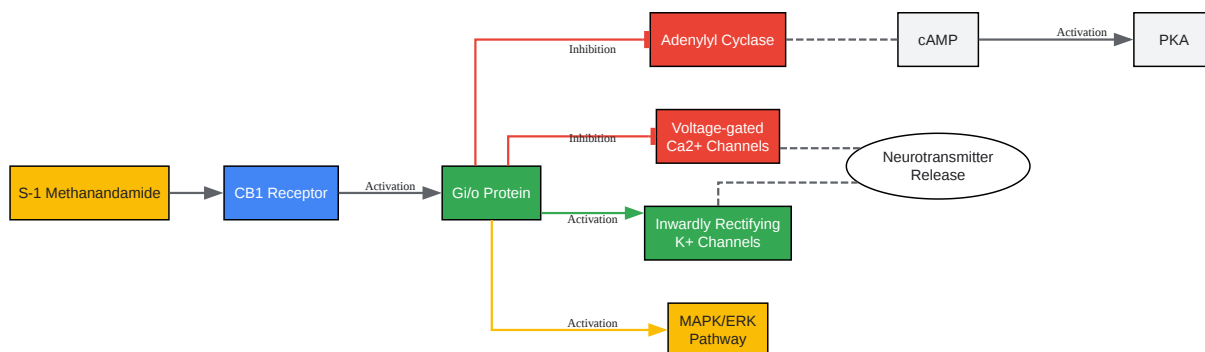 Adenylyl Cyclase
cAMP
Activation
PKA
Inhibition
Voltage-gated
Ca2+ Channels
Inhibition
Neurotransmitter
Release
S-1 Methanandamide
CB1 Receptor
Activation
Gi/o Protein
Activation
Inwardly Rectifying
K+ Channels
Activation
MAPK/ERK
Pathway